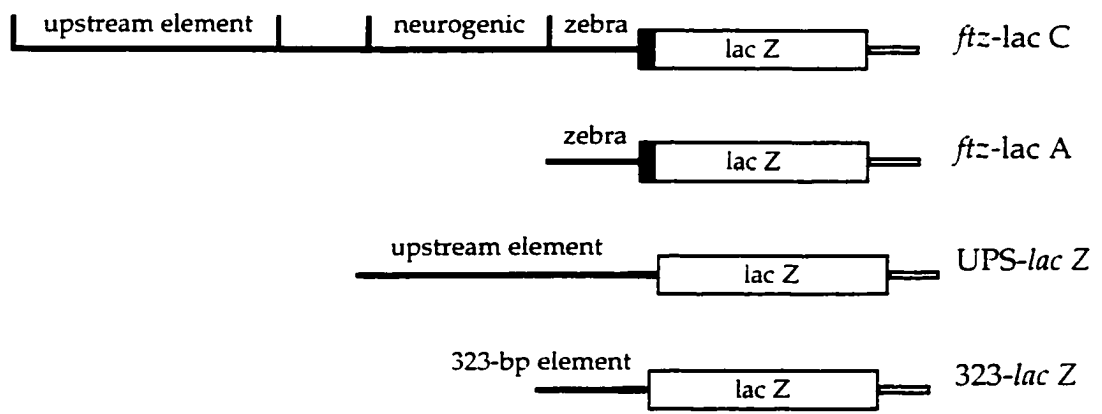 upstream element neurogenic zebra
lac Z ftz-lac C
zebra
lac Z ftz-lac A
upstream element
lac Z UPS-lac Z
323-bp element
lac Z 323-lac Z